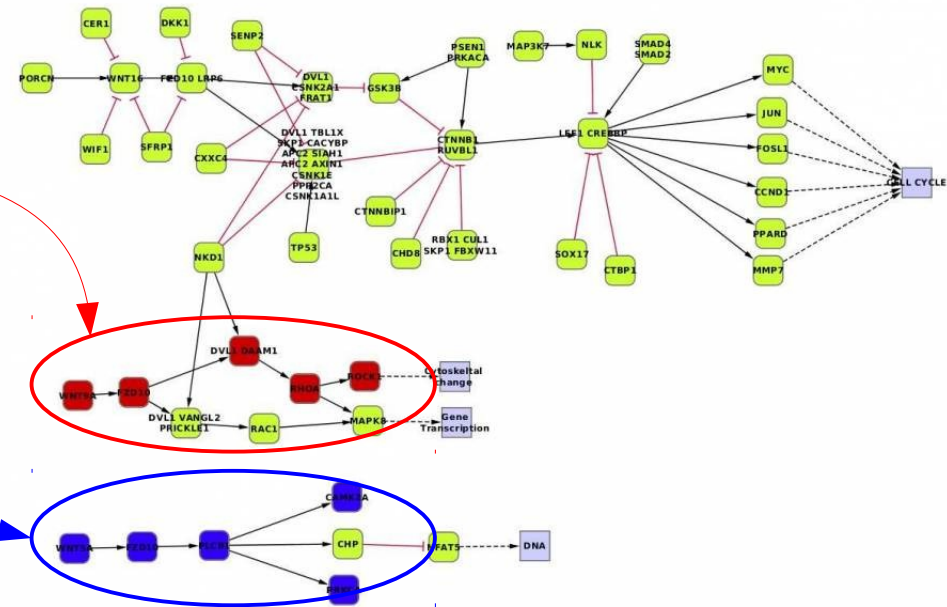 CER1
DKK1
SENP2
PSEN1
PRKACA
MAP3K7
NLK
SMAD4
SMAD2
MYC
PORCN
WNT16
FZD10 LRP6
DVL1
CSNK2A1
FRAT1
GSK3B
JUN
WIF1
SFRP1
CXXC4
DVL1 TBL1X
SKP1 CACYBP
APC2 SIAH1
APC2 AXIN1
CSNK1E
PPP2CA
CSNK1A1L
CTNNB1
RUVBL1
LEF1 CREBBP
FOSL1
CCND1
CELL CYCLE
CTNNBIP1
PPARD
NKD1
TP53
CHD8
RBX1 CUL1
SKP1 FBXW11
SOX17
CTBP1
MMP7
DVL1 DAAM1
WNT5A
FZD10
RHOA
ROCK1
Cytoskeltal
change
DVL1 VANGL2
PRICKLE1
RAC1
MAPK8
Gene
Transcription
CAMK2A
WNT5A
FZD10
PLCB1
CHP
NFAT5
DNA
PRKCA